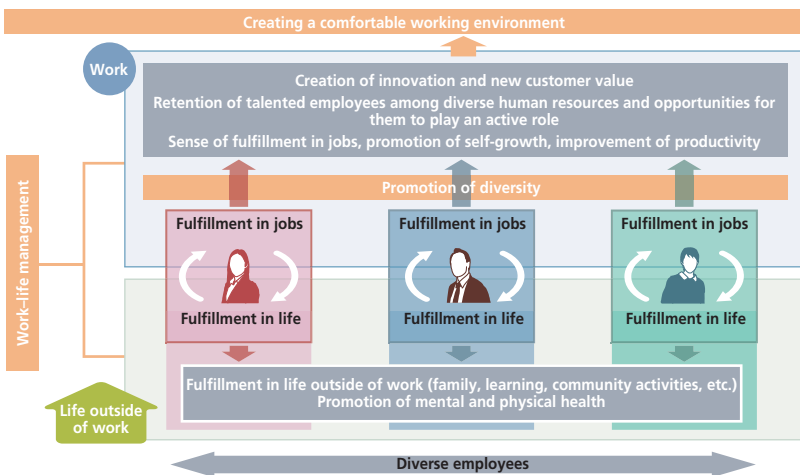 Creating a comfortable working environment
Work
Creation of innovation and new customer value
Retention of talented employees among diverse human resources and opportunities for
them to play an active role
Sense of fulfillment in jobs, promotion of self-growth, improvement of productivity
Promotion of diversity
Work–life management
Fulfillment in jobs
Fulfillment in jobs
Fulfillment in jobs
Fulfillment in life
Fulfillment in life
Fulfillment in life
Fulfillment in life outside of work (family, learning, community activities, etc.)
Promotion of mental and physical health
Life outside
of work
Diverse employees